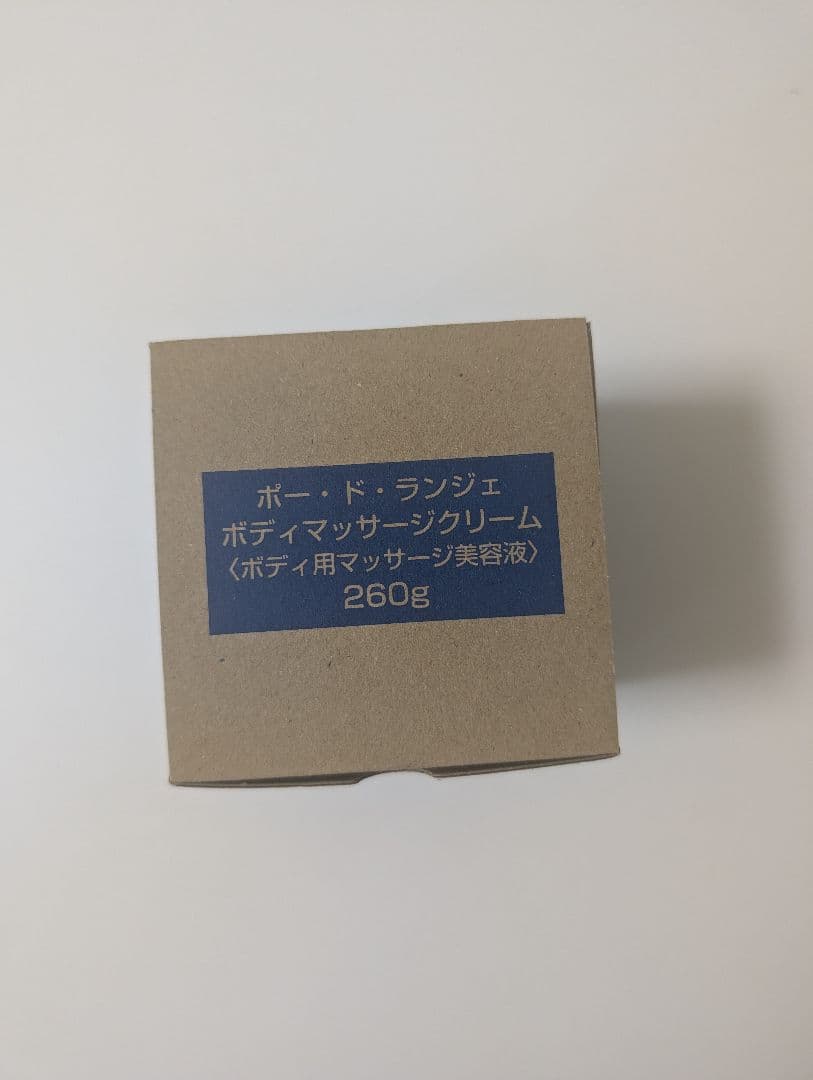 ポー・ド・ランジェ
ボディマッサージクリーム
〈ボディ用マッサージ美容液〉
260g